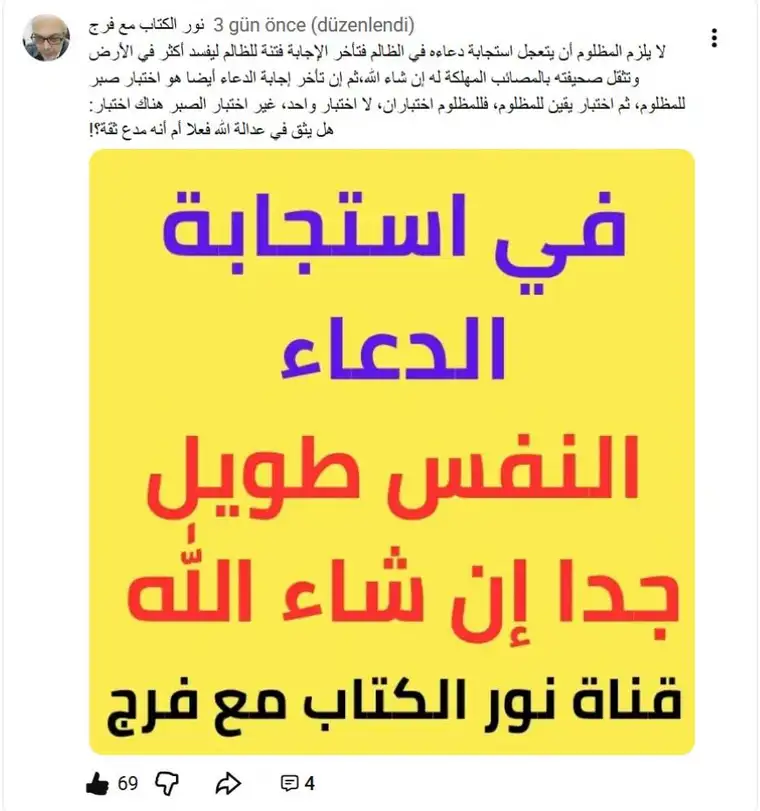 نور الكتاب مع فرج 3 gün önce (düzenlendi)
لا يلزم المظلوم أن يتعجل استجابة دعاءه في الظالم فتأخر الإجابة فتنة للظالم ليفسد أكثر في الأرض
وتثقل صحيفته بالمصائب المهلكة له إن شاء الله،ثم إن تأخر إجابة الدعاء أيضا هو اختبار صبر
للمظلوم، ثم اختبار يقين للمظلوم، فللمظلوم اختباران، لا اختبار واحد، غير اختبار الصبر هناك اختبار:
هل يثق في عدالة الله فعلا أم أنه مدع ثقة؟!
في استجابة
الدعاء
النفس طويل
جدا إن شاء الله
قناة نور الكتاب مع فرج
69 4